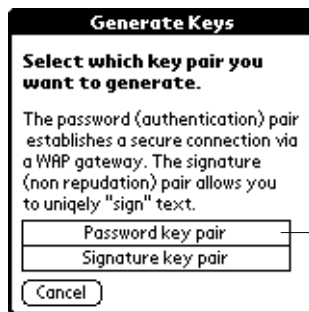 Generate Keys
Select which key pair you
want to generate.
The password (authentication) pair
establishes a secure connection via
a WAP gateway. The signature
(non repudation) pair allows you
to uniqely "sign" text.
Password key pair
Signature key pair
Cancel